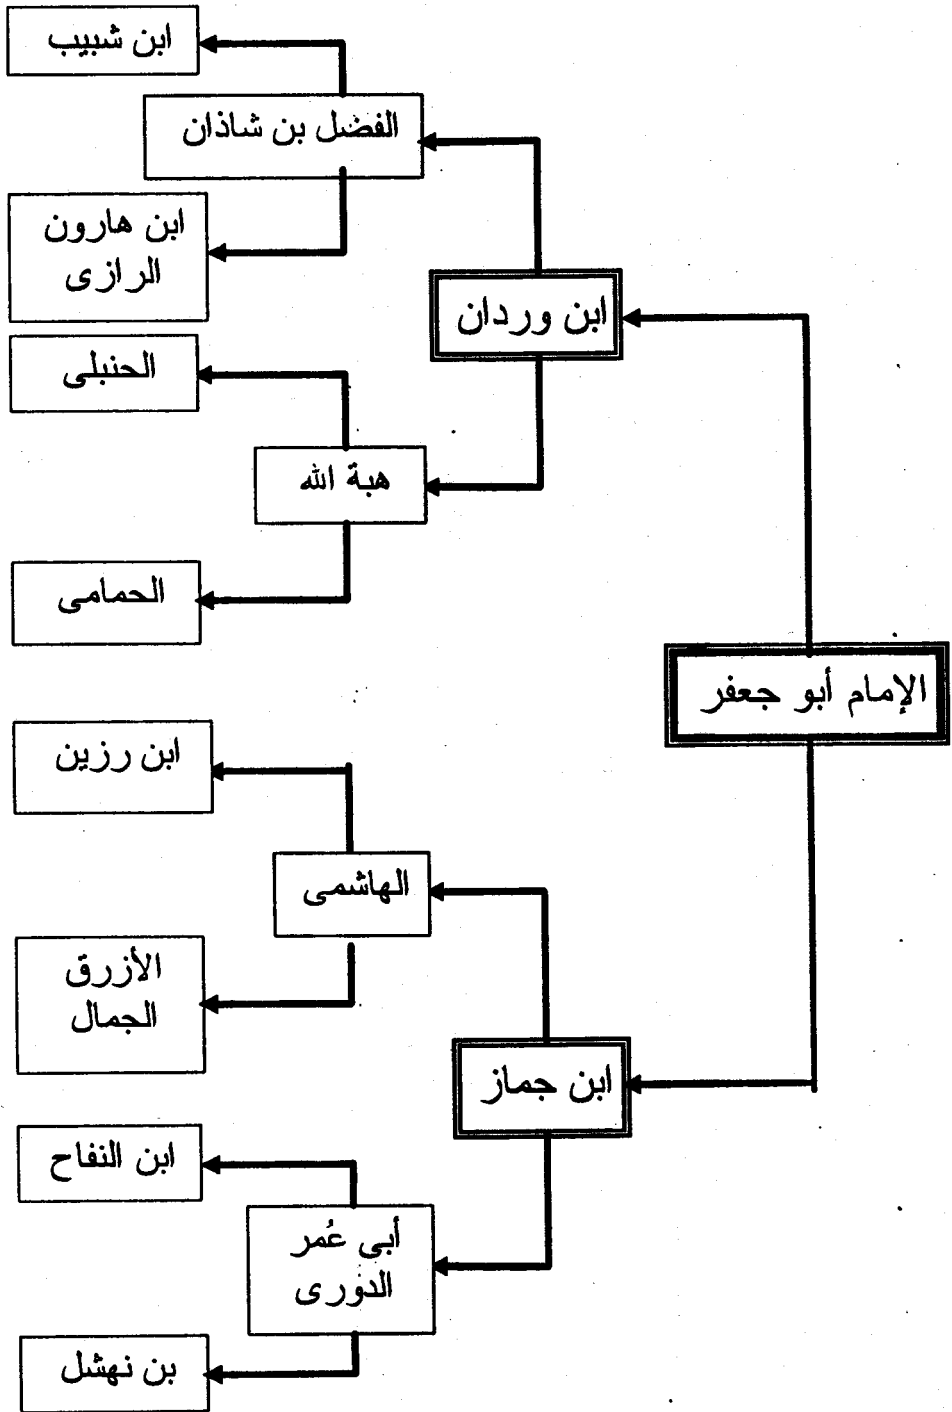 ابن شبيب
الفضل بن شاذان
ابن هارون
الرازى
ابن وردان
الحنبلى
هبة الله
الحمامى
الإمام أبو جعفر
ابن رزين
الهاشمى
الأزرق
الجمال
ابن جماز
ابن النفاح
أبى عُمر
الدورى
بن نهشل